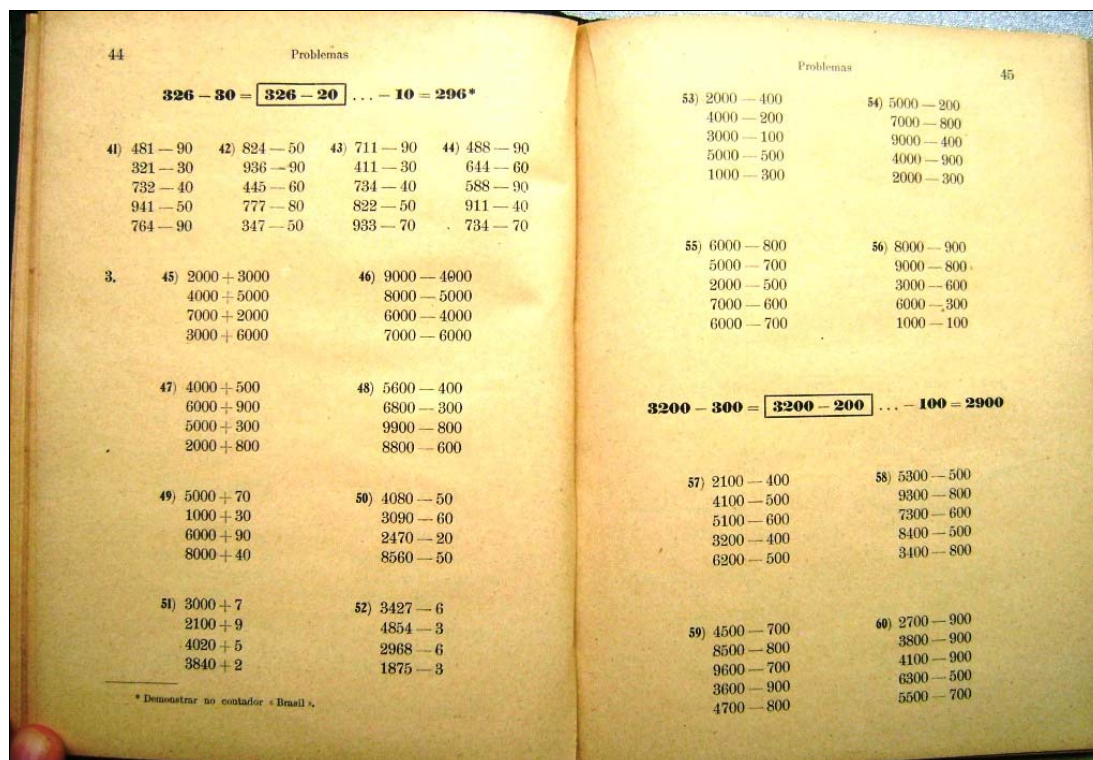 44 Problemas
326 — 30 = 326 — 20 ... — 10 = 296*
41) 481 — 90 42) 824 — 50 43) 711 — 90 44) 488 — 90
321 — 30 936 — 90 411 — 30 644 — 60
732 — 40 445 — 60 734 — 40 588 — 90
941 — 50 777 — 80 822 — 50 911 — 40
764 — 90 347 — 50 933 — 70 734 — 70
3. 45) 2000 + 3000 46) 9000 — 4000
4000 + 5000 8000 — 5000
7000 + 2000 6000 — 4000
3000 + 6000 7000 — 6000
47) 4000 + 500 48) 5600 — 400
6000 + 900 6800 — 300
5000 + 300 9900 — 800
2000 + 800 8800 — 600
49) 5000 + 70 50) 4080 — 50
1000 + 30 3090 — 60
6000 + 90 2470 — 20
8000 + 40 8560 — 50
51) 3000 + 7 52) 3427 — 6
2100 + 9 4854 — 3
4020 + 5 2968 — 6
3840 + 2 1875 — 3
* Demonstrar no contador «Brasil».
Problemas 45
53) 2000 — 400 54) 5000 — 200
4000 — 200 7000 — 800
3000 — 100 9000 — 400
5000 — 500 4000 — 900
1000 — 300 2000 — 300
55) 6000 — 800 56) 8000 — 900
5000 — 700 9000 — 800
2000 — 500 3000 — 600
7000 — 600 6000 — 300
6000 — 700 1000 — 100
3200 — 300 = 3200 — 200 ... — 100 = 2900
57) 2100 — 400 58) 5300 — 500
4100 — 500 9300 — 800
5100 — 600 7300 — 600
3200 — 400 8400 — 500
6200 — 500 3400 — 800
59) 4500 — 700 60) 2700 — 900
8500 — 800 3800 — 900
9600 — 700 4100 — 900
3600 — 900 6300 — 500
4700 — 800 5500 — 700